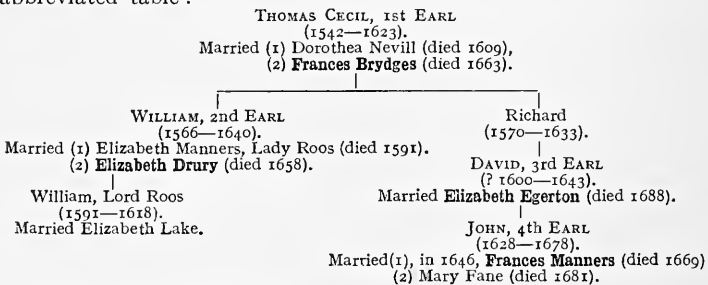 abbreviated table :
THOMAS CECIL, 1ST EARL
(1542—1623).
Married (1) Dorothea Nevill (died 1609),
(2) Frances Brydges (died 1663).
WILLIAM, 2nd EARL
(1566—1640).
Married (1) Elizabeth Manners, Lady Roos (died 1591).
(2) Elizabeth Drury (died 1658).
William, Lord Roos
(1591—1618).
Married Elizabeth Lake.
Richard
(1570—1633).
DAVID, 3rd EARL
(? 1600—1643).
Married Elizabeth Egerton (died 1688).
JOHN, 4th EARL
(1628—1678).
Married(1), in 1646, Frances Manners (died 1669)
(2) Mary Fane (died 1681).